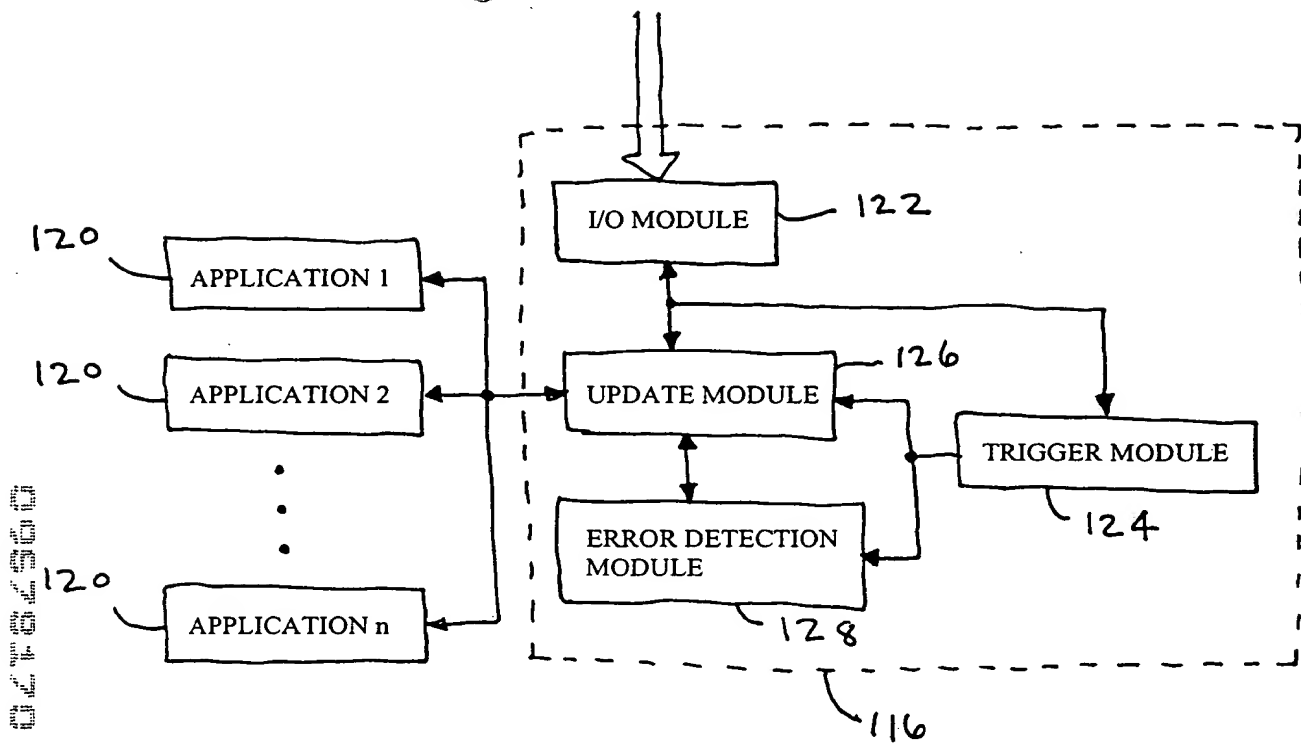 I/O MODULE
122
120
APPLICATION 1
120
APPLICATION 2
126
UPDATE MODULE
TRIGGER MODULE
124
ERROR DETECTION
MODULE
128
120
APPLICATION n
116